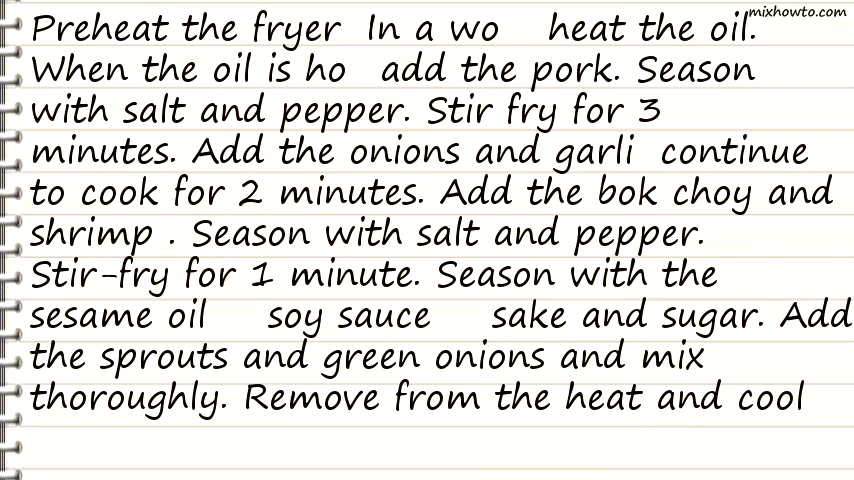 mixhowto.com
Preheat the fryer In a wo heat the oil.
When the oil is ho add the pork. Season
with salt and pepper. Stir fry for 3
minutes. Add the onions and garli continue
to cook for 2 minutes. Add the bok choy and
shrimp . Season with salt and pepper.
Stir-fry for 1 minute. Season with the
sesame oil soy sauce sake and sugar. Add
the sprouts and green onions and mix
thoroughly. Remove from the heat and cool